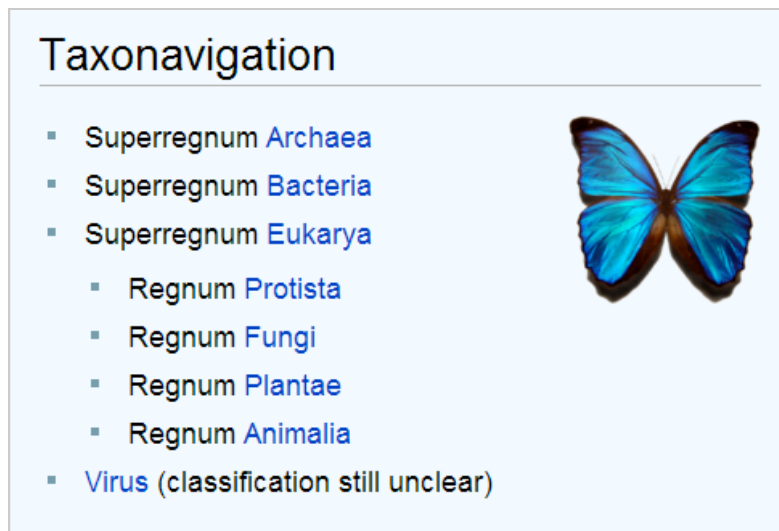 Taxonavigation
Superregnum Archaea
Superregnum Bacteria
Superregnum Eukarya
Regnum Protista
Regnum Fungi
Regnum Plantae
Regnum Animalia
Virus (classification still unclear)